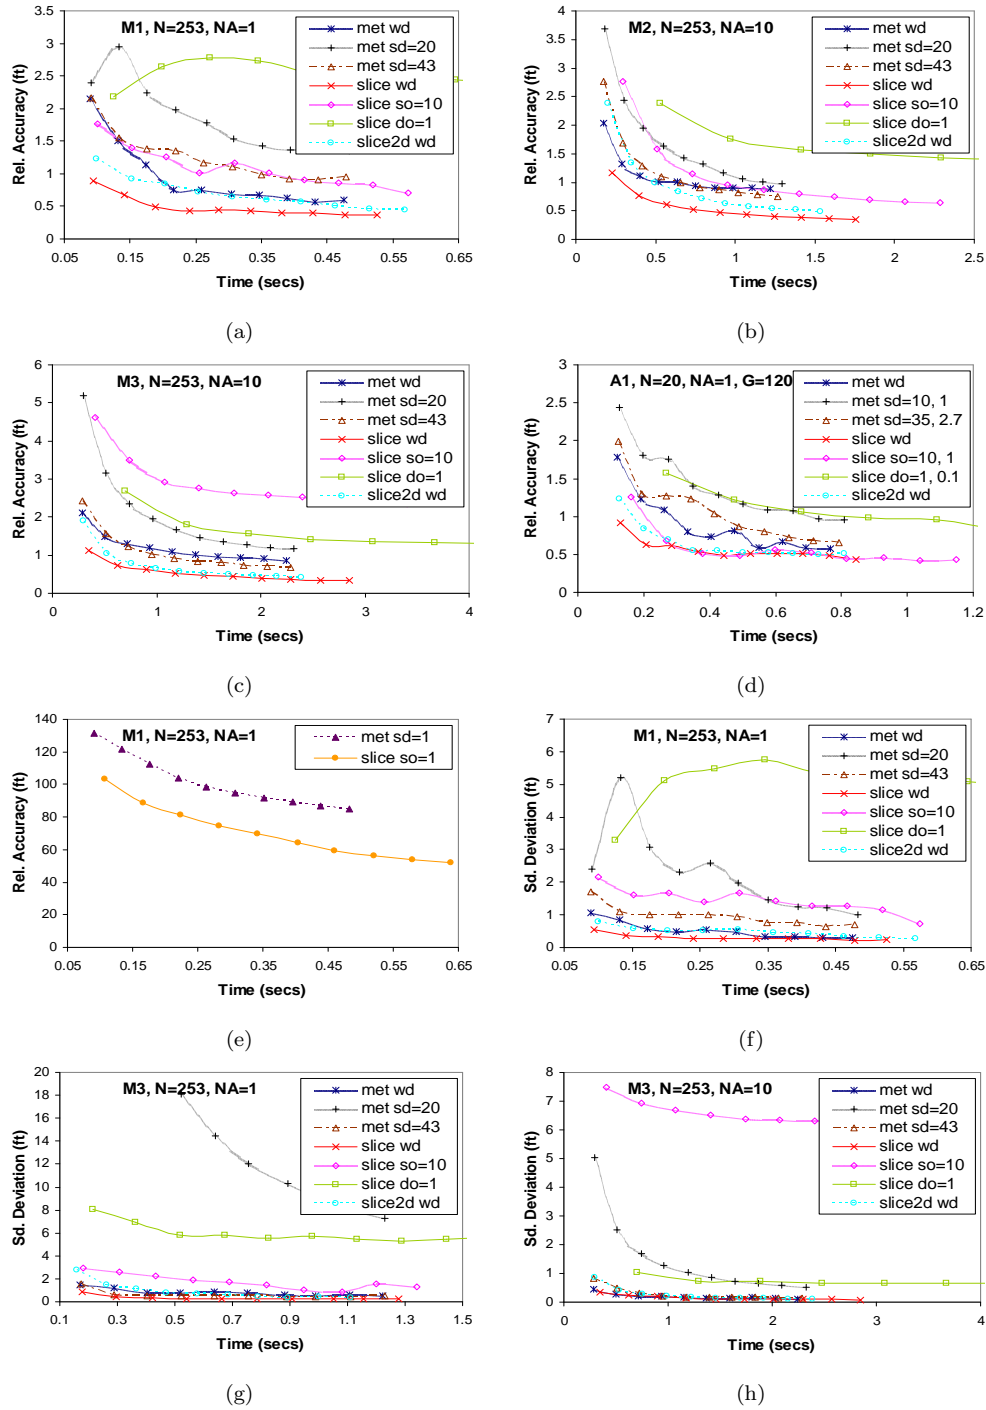 M1, N=253, NA=1
Rel. Accuracy (ft)
3.5
3
2.5
2
1.5
1
0.5
0
0.05 0.15 0.25 0.35 0.45 0.55 0.65
Time (secs)
met wd
met sd=20
met sd=43
slice wd
slice so=10
slice do=1
slice2d wd
(a)
M2, N=253, NA=10
Rel. Accuracy (ft)
4
3.5
3
2.5
2
1.5
1
0.5
0
0 0.5 1 1.5 2 2.5
Time (secs)
met wd
met sd=20
met sd=43
slice wd
slice so=10
slice do=1
slice2d wd
(b)
M3, N=253, NA=10
Rel. Accuracy (ft)
6
5
4
3
2
1
0
0 1 2 3 4
Time (secs)
met wd
met sd=20
met sd=43
slice wd
slice so=10
slice do=1
slice2d wd
(c)
A1, N=20, NA=1, G=120
Rel. Accuracy (ft)
3
2.5
2
1.5
1
0.5
0
0 0.2 0.4 0.6 0.8 1 1.2
Time (secs)
met wd
met sd=10, 1
met sd=35, 2.7
slice wd
slice so=10, 1
slice do=1, 0.1
slice2d wd
(d)
M1, N=253, NA=1
Rel. Accuracy (ft)
140
120
100
80
60
40
20
0
0.05 0.15 0.25 0.35 0.45 0.55 0.65
Time (secs)
met sd=1
slice so=1
(e)
M1, N=253, NA=1
Sd. Deviation (ft)
7
6
5
4
3
2
1
0
0.05 0.15 0.25 0.35 0.45 0.55 0.65
Time (secs)
met wd
met sd=20
met sd=43
slice wd
slice so=10
slice do=1
slice2d wd
(f)
M3, N=253, NA=1
Sd. Deviation (ft)
20
18
16
14
12
10
8
6
4
2
0
0.1 0.3 0.5 0.7 0.9 1.1 1.3 1.5
Time (secs)
met wd
met sd=20
met sd=43
slice wd
slice so=10
slice do=1
slice2d wd
(g)
M3, N=253, NA=10
Sd. Deviation (ft)
8
7
6
5
4
3
2
1
0
0 1 2 3 4
Time (secs)
met wd
met sd=20
met sd=43
slice wd
slice so=10
slice do=1
slice2d wd
(h)